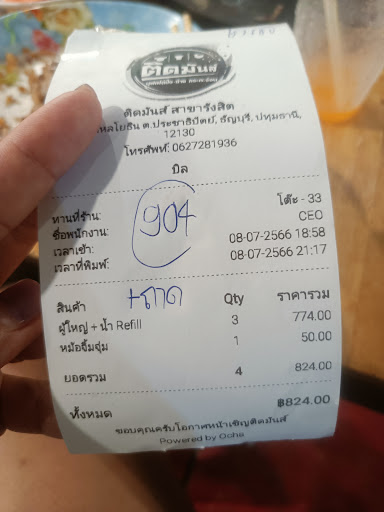 ติดมันส์
ติดมันส์ สาขารังสิต
หลโยธิน ต.ประชาธิปัตย์, ธัญบุรี, ปทุมธานี,
12130
โทรศัพท์: 0627281936
บิล
ทานที่ร้าน: โต๊ะ - 33
ชื่อพนักงาน: CEO
เวลาเข้า: 08-07-2566 18:58
เวลาที่พิมพ์: 08-07-2566 21:17
904
+ถาด
สินค้า Qty ราคารวม
ผู้ใหญ่ + น้ำ Refill 3 774.00
หม้อจิ้มจุ่ม 1 50.00
ยอดรวม 4 824.00
ทั้งหมด ฿824.00
ขอบคุณครับโอกาศหน้าเชิญติดมันส์
Powered by Ocha